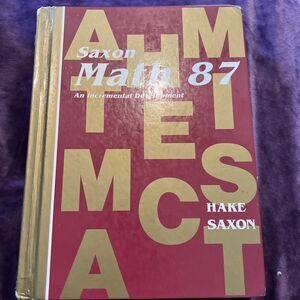 Saxon
Math 87
An Incremental Development
A H M
T E I
M C S
A T
HAKE
SAXON